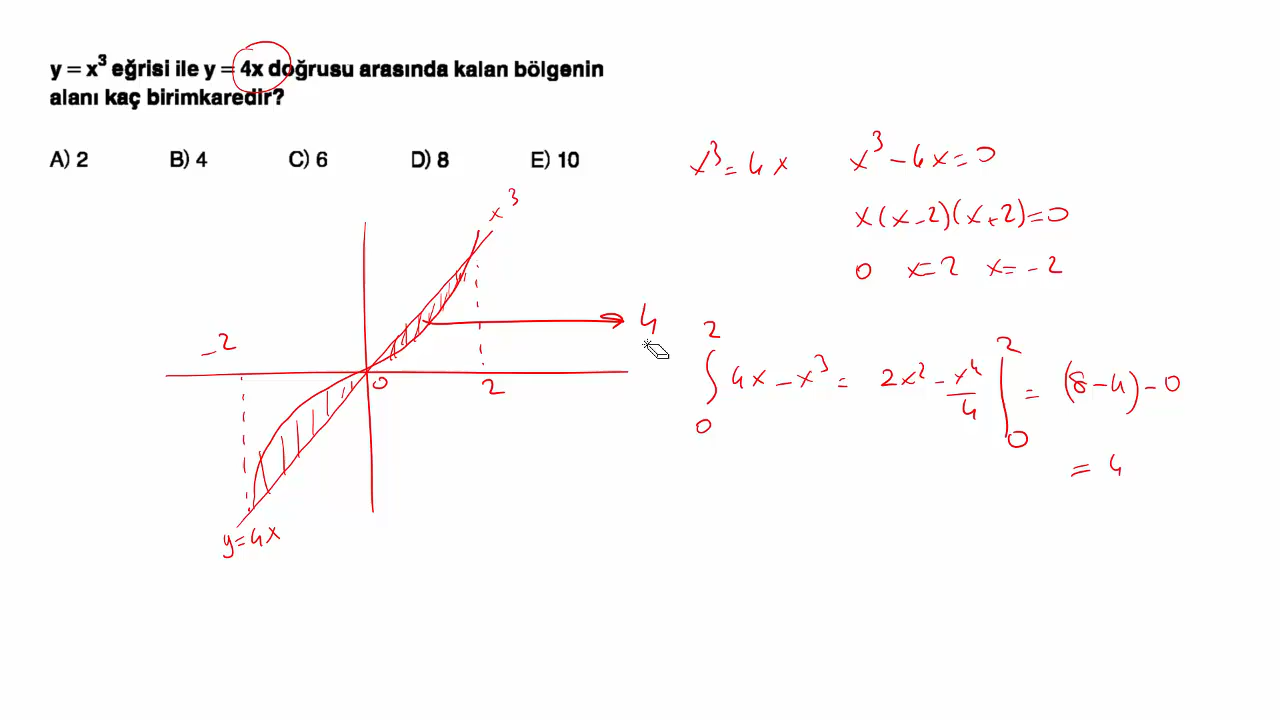 y = x³ eğrisi ile y = 4x doğrusu arasında kalan bölgenin
alanı kaç birimkaredir?
A) 2 B) 4 C) 6 D) 8 E) 10
x³ = 4x x³ - 4x = 0
x(x-2)(x+2) = 0
0 x=2 x=-2
x³
4
-2
0
2
y=4x
∫₀² 4x - x³ = 2x² - x⁴/4 |₀² = (8-4)-0
= 4